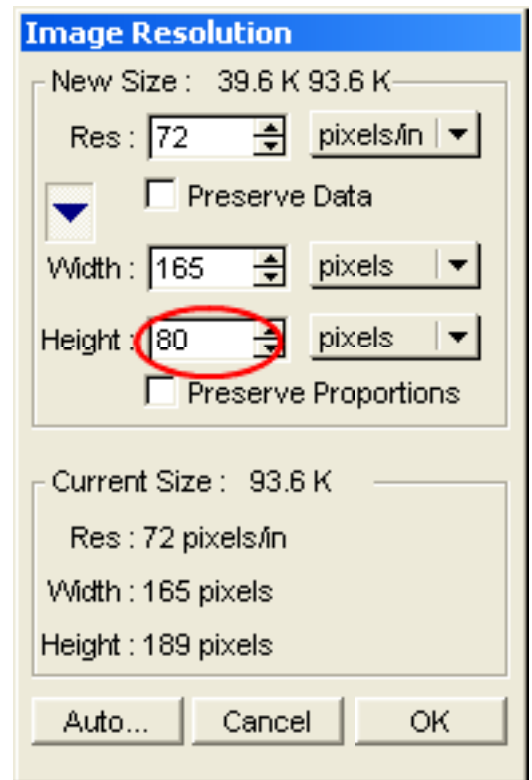 Image Resolution
New Size : 39.6 K 93.6 K
Res : 72 pixels/in
Preserve Data
Width : 165 pixels
Height : 80 pixels
Preserve Proportions
Current Size : 93.6 K
Res : 72 pixels/in
Width : 165 pixels
Height : 189 pixels
Auto... Cancel OK